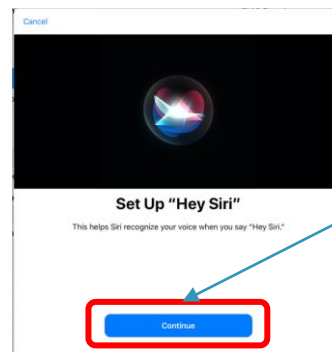 Cancel
Set Up “Hey Siri”
This helps Siri recognize your voice when you say “Hey Siri.”
Continue